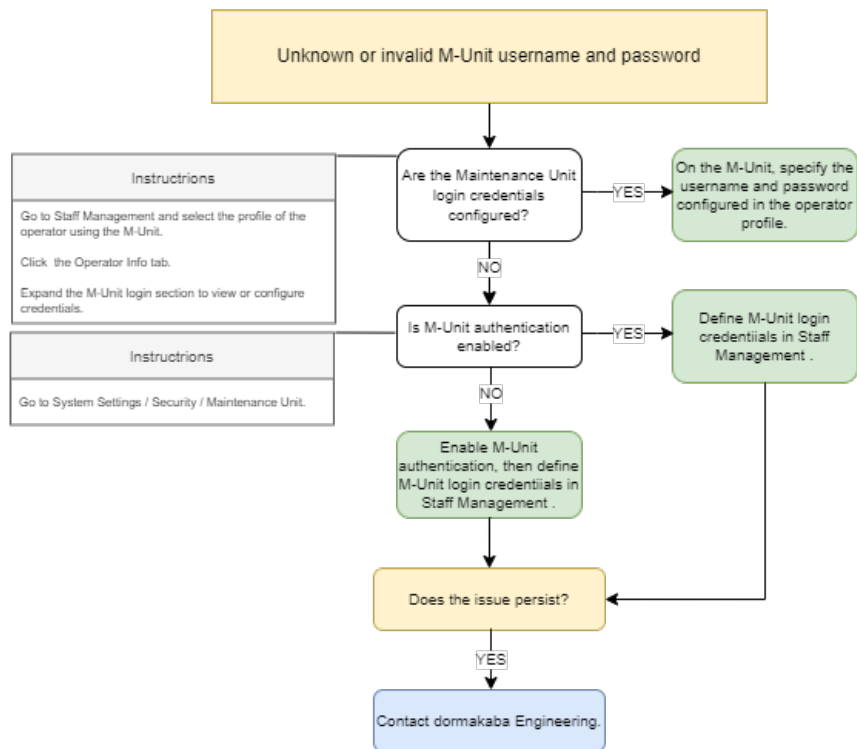 Unknown or invalid M-Unit username and password
Instructrions
Go to Staff Management and select the profile of the
operator using the M-Unit.
Click  the Operator Info tab.
Expand the M-Unit login section to view or configure
credentials.
Are the Maintenance Unit
login credentials
configured?
YES
On the M-Unit, specify the
username and password
configured in the operator
profile.
NO
Instructrions
Go to System Settings / Security / Maintenance Unit.
Is M-Unit authentication
enabled?
YES
Define M-Unit login
credentiials in Staff
Management .
NO
Enable M-Unit
authentication, then define
M-Unit login credentiials in
Staff Management .
Does the issue persist?
YES
Contact dormakaba Engineering.